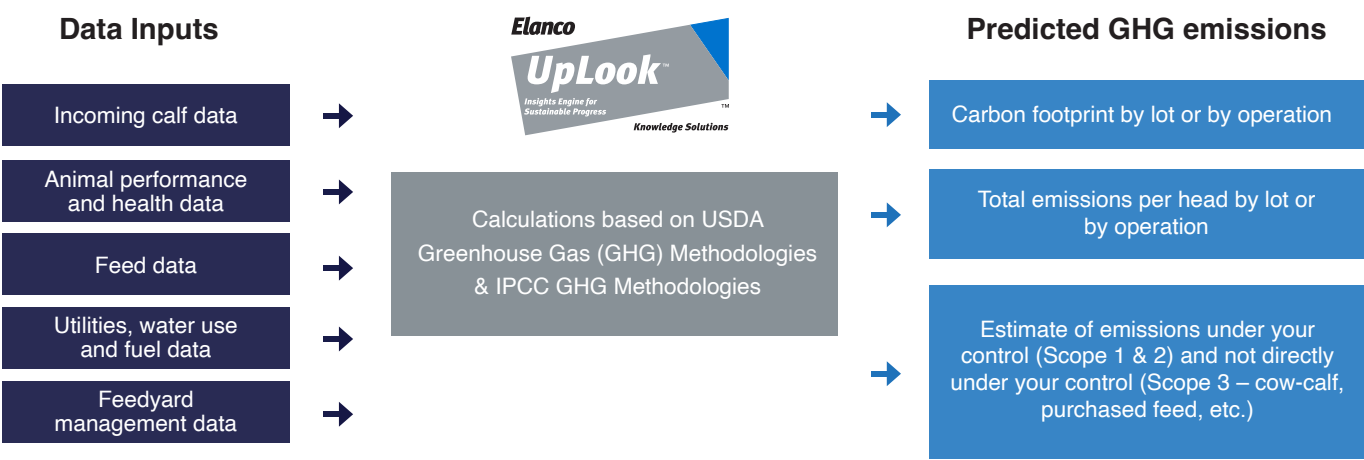 Data Inputs
Incoming calf data
Animal performance
and health data
Feed data
Utilities, water use
and fuel data
Feedyard
management data
Elanco
UpLook™
Insights Engine for
Sustainable Progress
™
Knowledge Solutions
Calculations based on USDA
Greenhouse Gas (GHG) Methodologies
& IPCC GHG Methodologies
Predicted GHG emissions
Carbon footprint by lot or by operation
Total emissions per head by lot or
by operation
Estimate of emissions under your
control (Scope 1 & 2) and not directly
under your control (Scope 3 – cow-calf,
purchased feed, etc.)